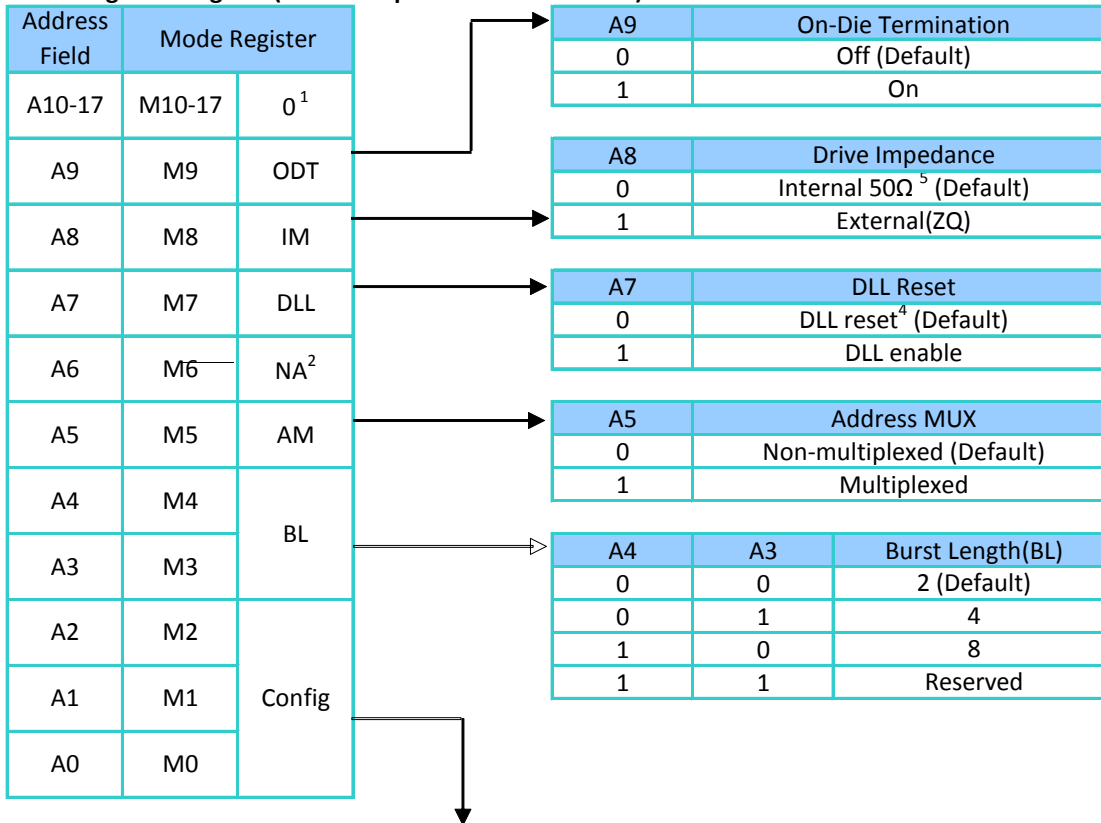 Address Field
Mode Register
A10-17 M10-17 0¹
A9 M9 ODT
A8 M8 IM
A7 M7 DLL
A6 M6 NA²
A5 M5 AM
A4 M4
BL
A3 M3
A2 M2
A1 M1 Config
A0 M0
A9 On-Die Termination
0 Off (Default)
1 On
A8 Drive Impedance
0 Internal 50Ω ⁵ (Default)
1 External(ZQ)
A7 DLL Reset
0 DLL reset⁴ (Default)
1 DLL enable
A5 Address MUX
0 Non-multiplexed (Default)
1 Multiplexed
A4 A3 Burst Length(BL)
0 0 2 (Default)
0 1 4
1 0 8
1 1 Reserved